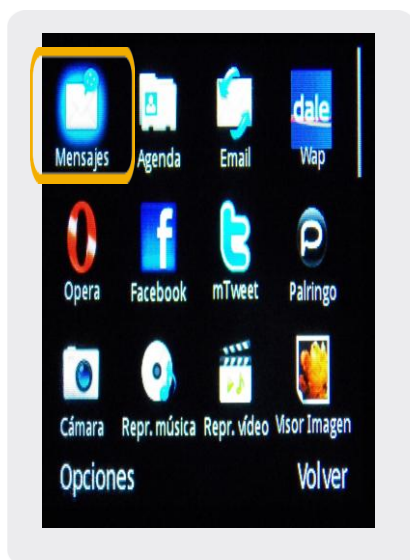 dale
Mensajes Agenda Email Wap
Opera Facebook mTweet Palringo
Cámara Repr. música Repr. vídeo Visor Imagen
Opciones Volver